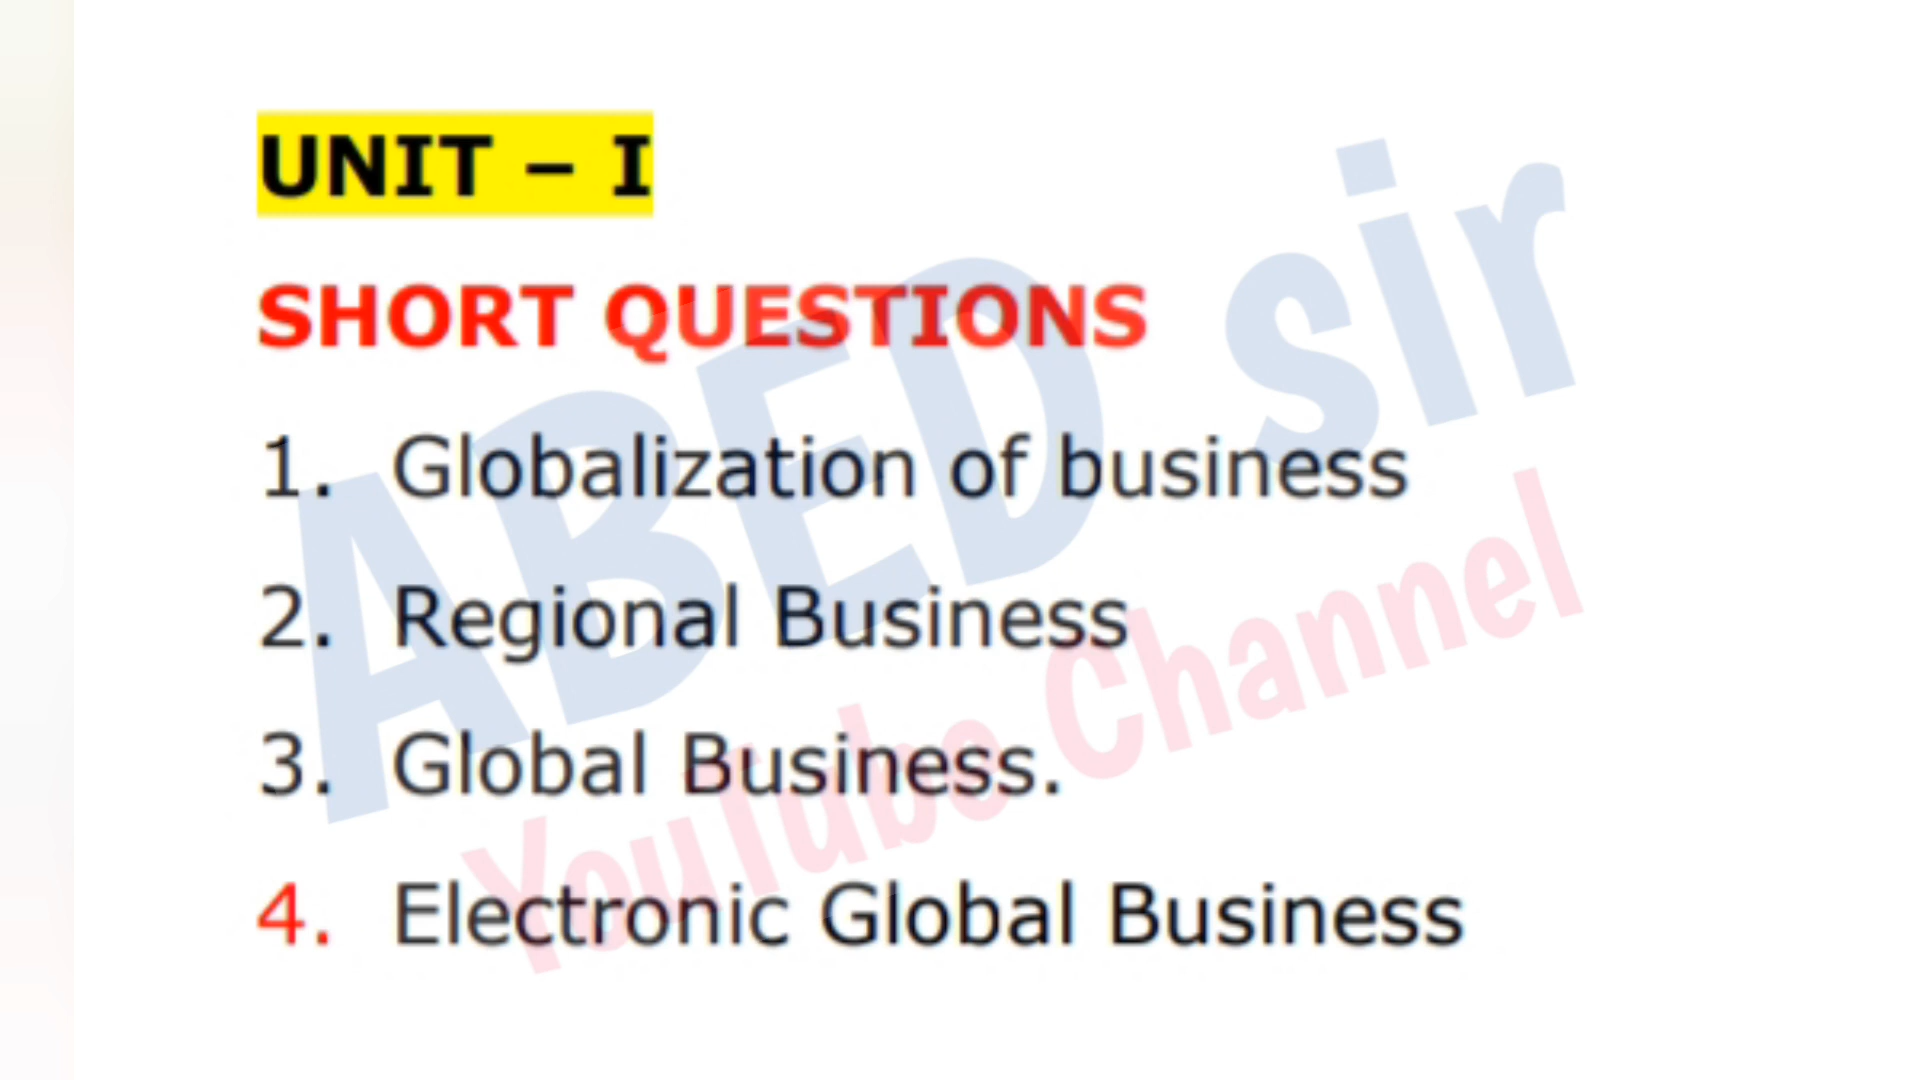 UNIT – I
SHORT QUESTIONS
1. Globalization of business
2. Regional Business
3. Global Business.
4. Electronic Global Business
ABED sir
YouTube Channel